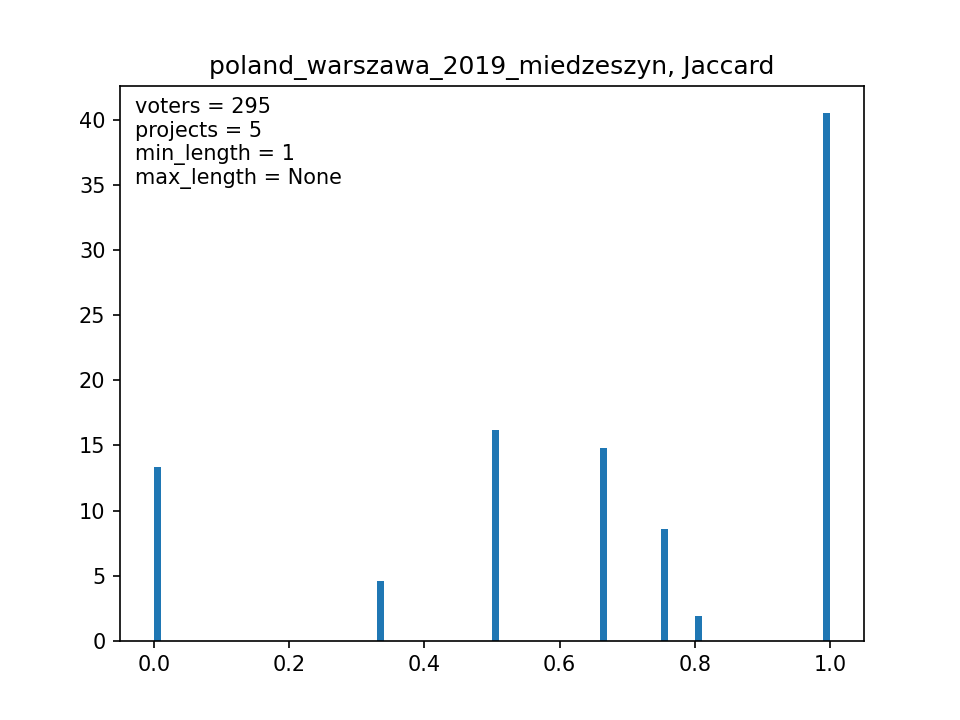 poland_warszawa_2019_miedzeszyn, Jaccard
voters = 295
projects = 5
min_length = 1
max_length = None
40
35
30
25
20
15
10
5
0
0.0 0.2 0.4 0.6 0.8 1.0